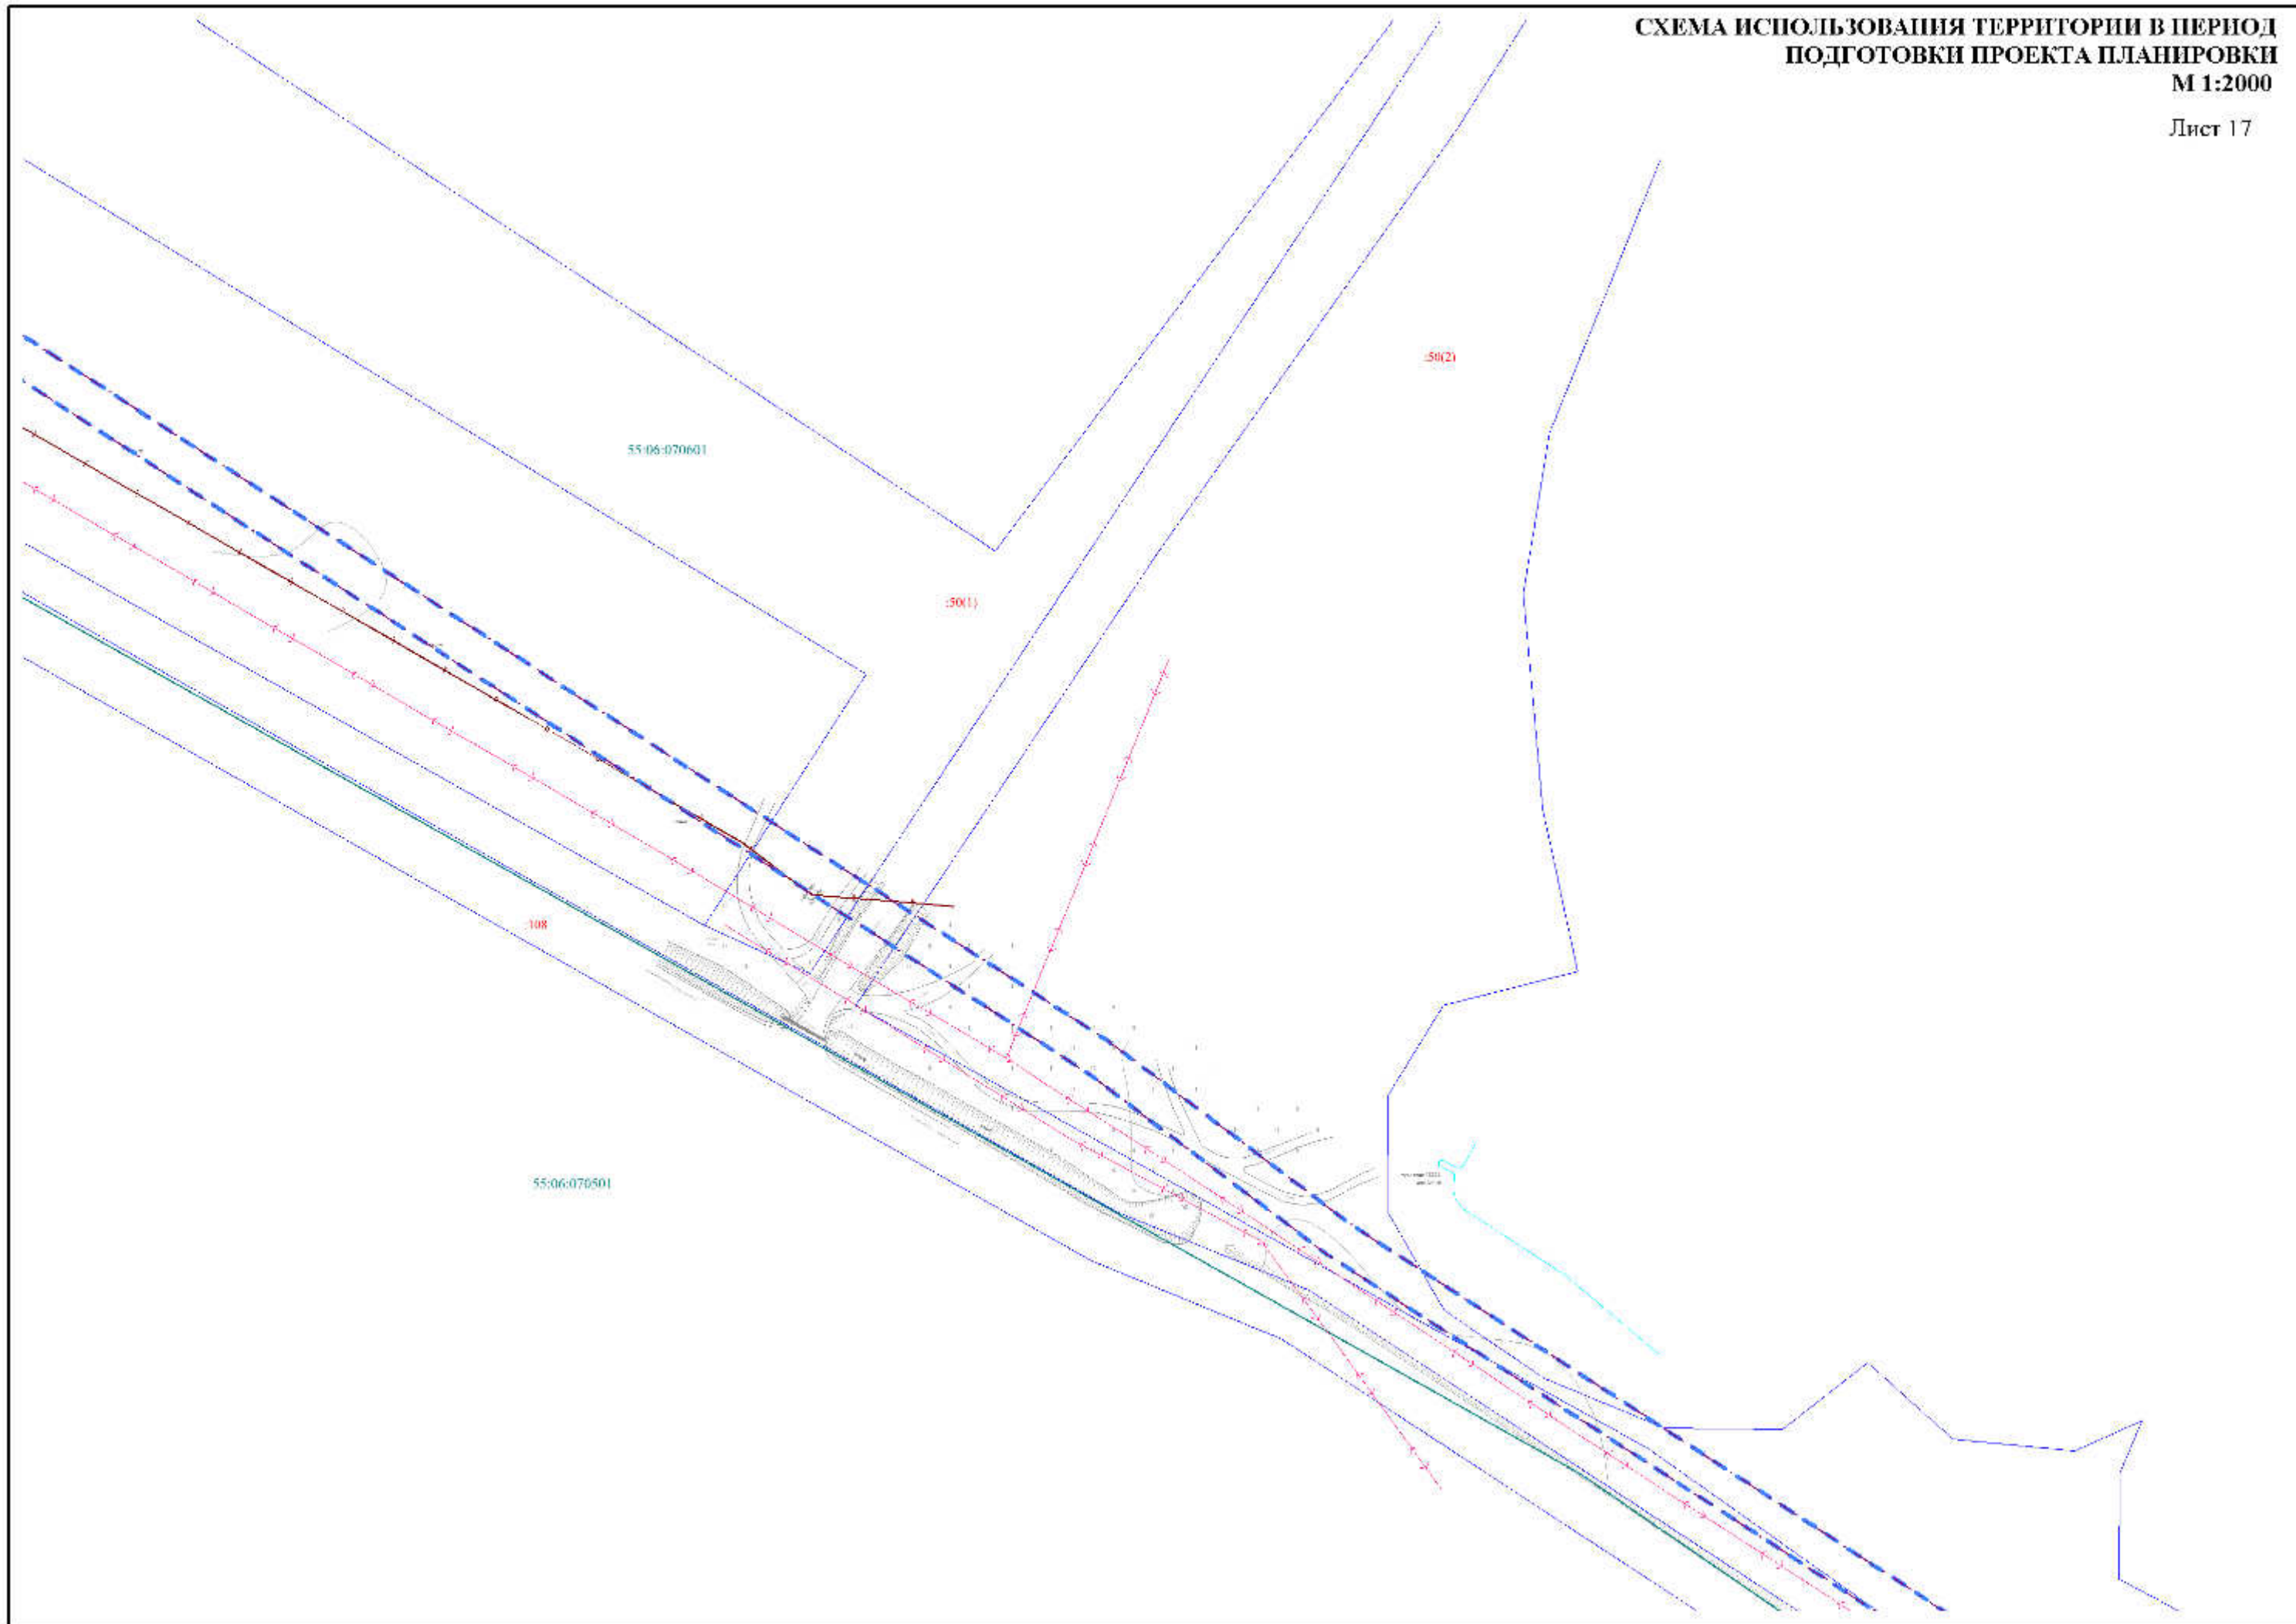 СХЕМА ИСПОЛЬЗОВАНИЯ ТЕРРИТОРИИ В ПЕРИОД
ПОДГОТОВКИ ПРОЕКТА ПЛАНИРОВКИ
М 1:2000
Лист 17
:50(2)
55:06:070601
:50(1)
:108
55:06:070501